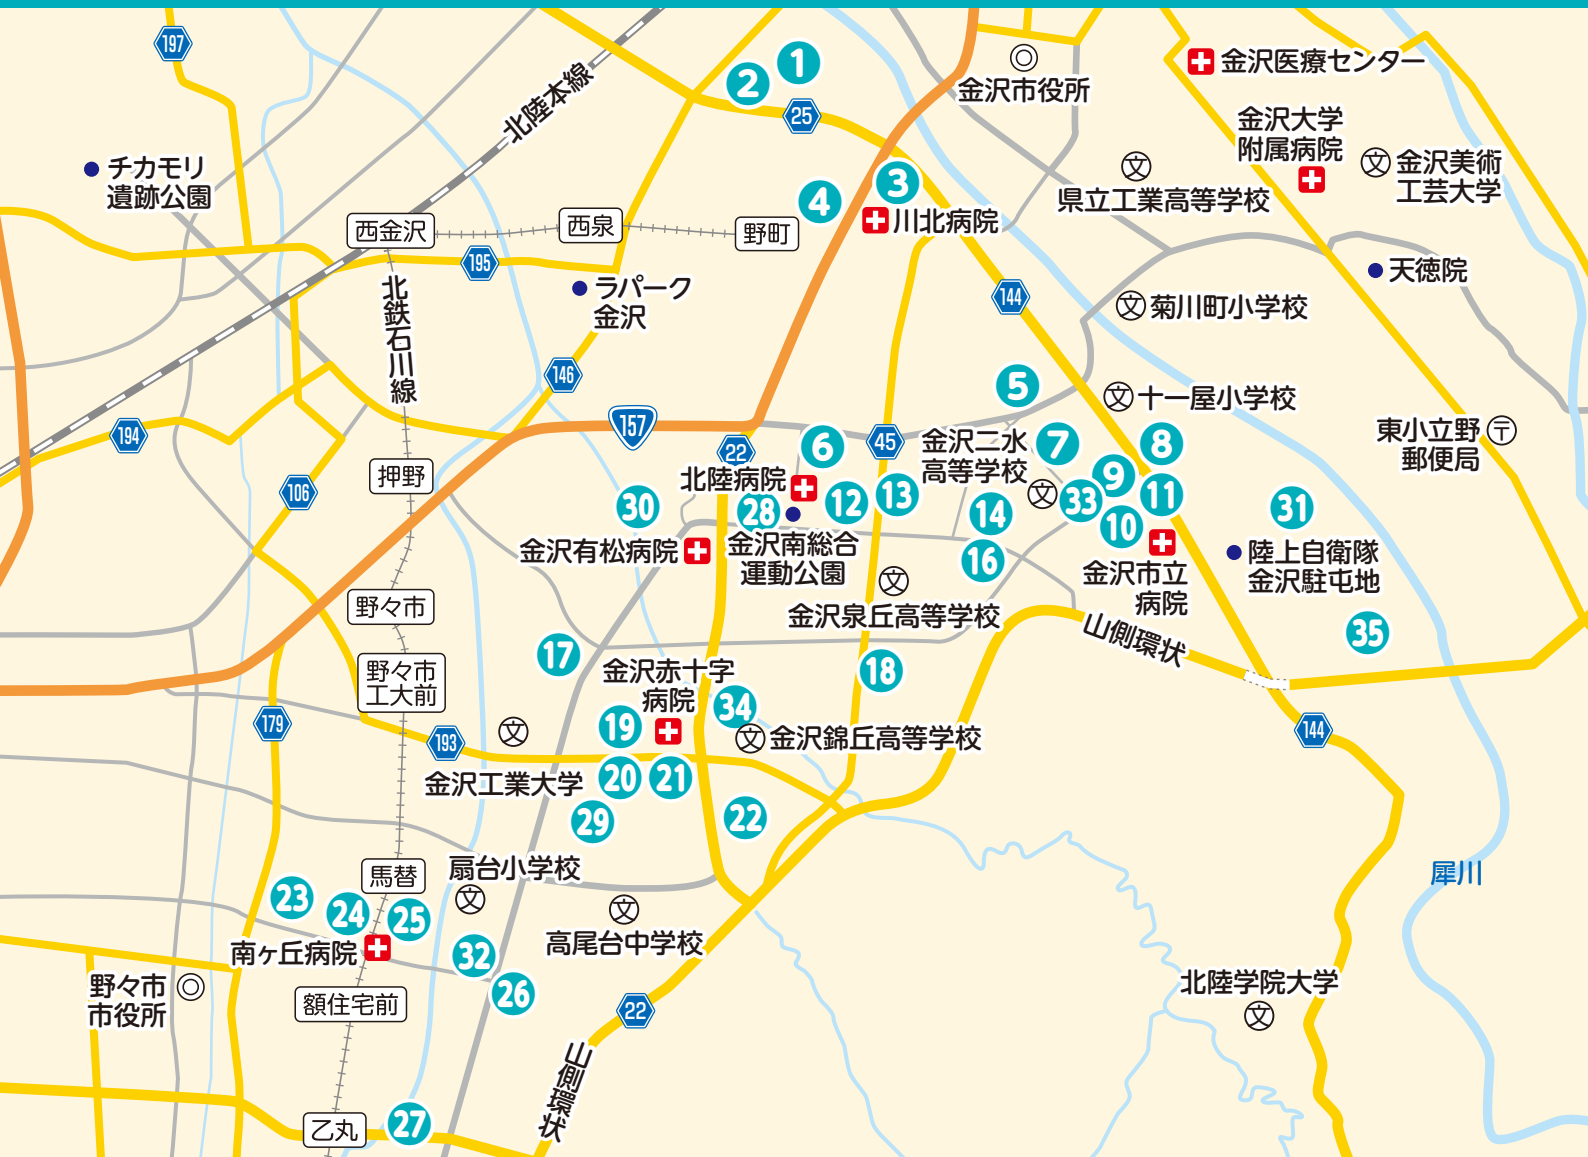 197
北陸本線
1
2
25
金沢市役所
金沢医療センター
金沢大学
附属病院
金沢美術
工芸大学
県立工業高等学校
チカモリ
遺跡公園
3
4
川北病院
西金沢
西泉
野町
195
北鉄石川線
ラパーク
金沢
144
菊川町小学校
天徳院
146
5
十一屋小学校
194
157
22
6
45
金沢二水
高等学校
7
8
東小立野
郵便局
押野
106
北陸病院
30
28
12
13
14
33
9
11
10
31
金沢有松病院
金沢南総合
運動公園
16
金沢市立
病院
陸上自衛隊
金沢駐屯地
野々市
金沢泉丘高等学校
山側環状
35
17
野々市
工大前
金沢赤十字
病院
18
34
179
193
19
金沢錦丘高等学校
144
金沢工業大学
20
21
29
22
馬替
扇台小学校
犀川
23
24
25
南ヶ丘病院
32
高尾台中学校
野々市
市役所
額住宅前
26
22
北陸学院大学
山側環状
乙丸
27